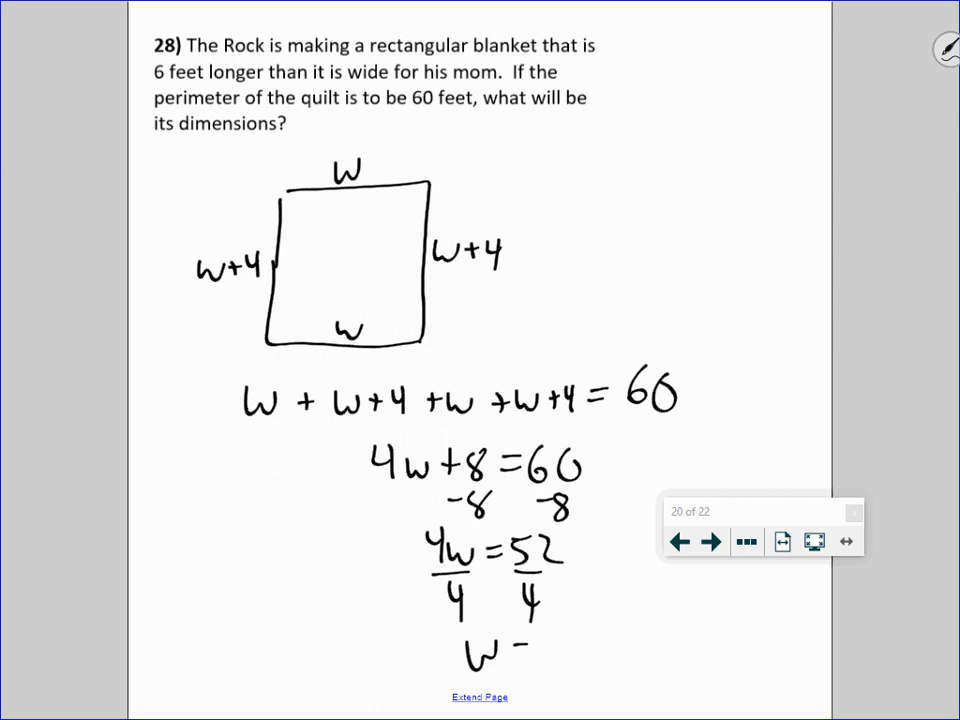 28) The Rock is making a rectangular blanket that is
6 feet longer than it is wide for his mom. If the
perimeter of the quilt is to be 60 feet, what will be
its dimensions?
W
W+4
W+4
W
W + W+4 +W +W+4 = 60
4W+8=60
-8 -8
4W = 52
4 4
W =
20 of 22
x
Extend Page